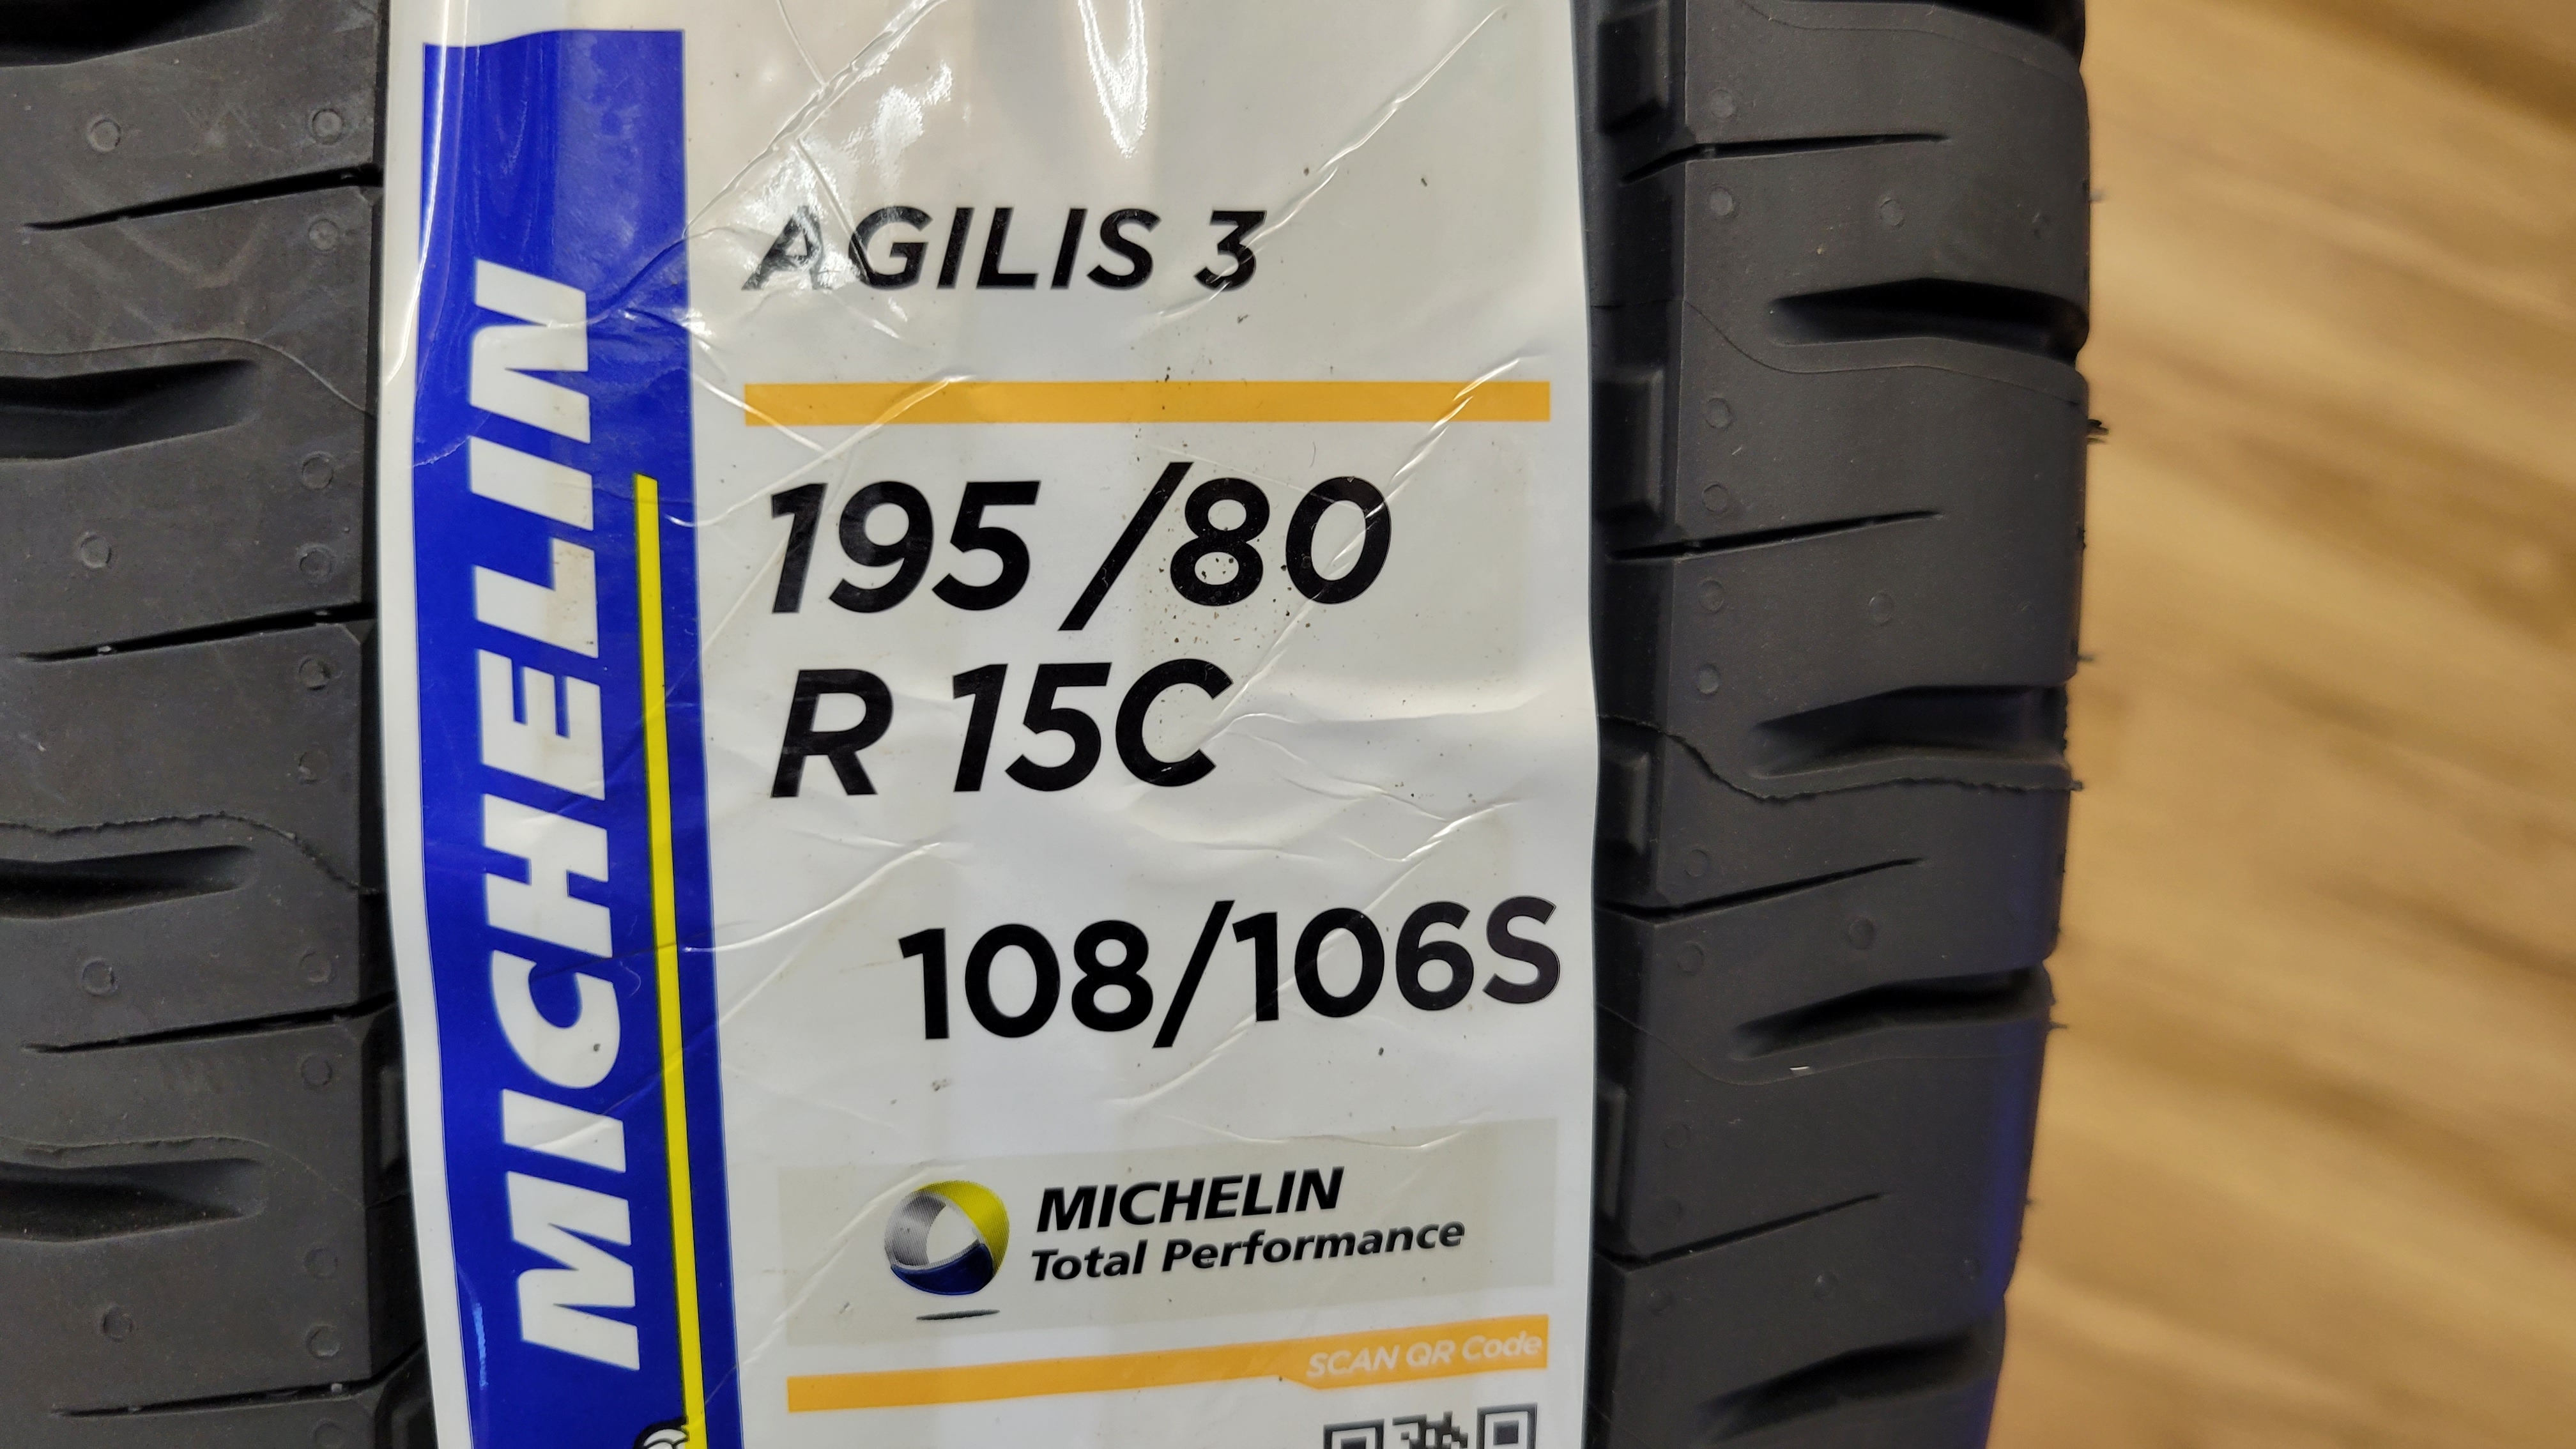 MICHELIN
AGILIS 3
195 /80
R 15C
108/106S
MICHELIN
Total Performance
SCAN QR Code